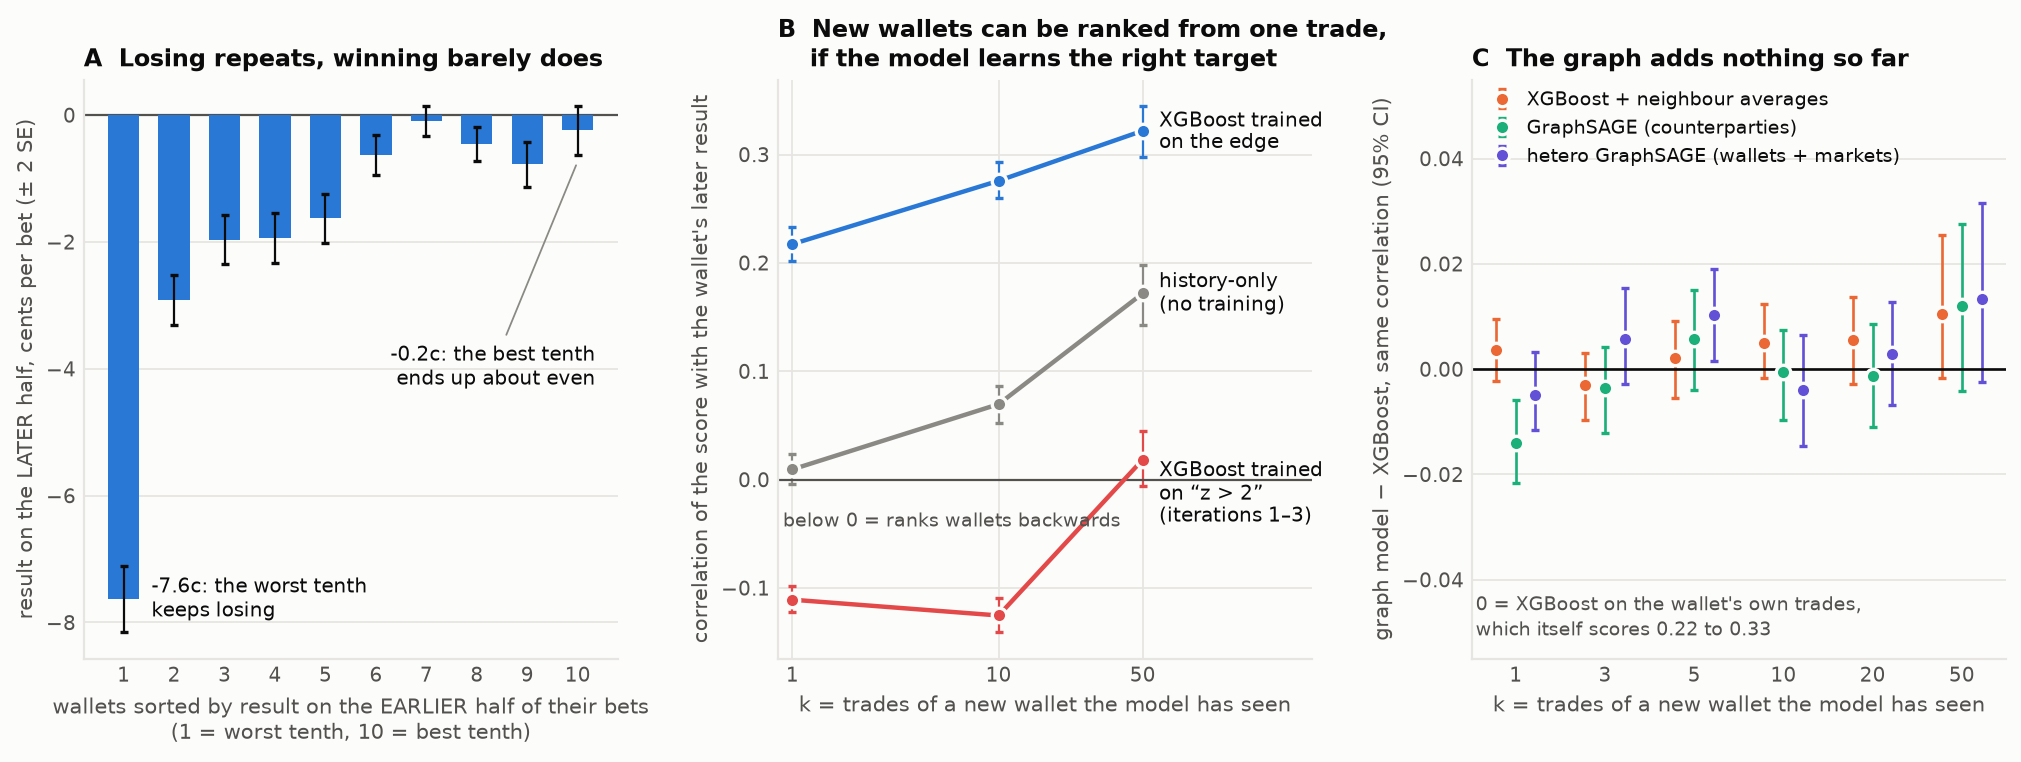 A  Losing repeats, winning barely does
result on the LATER half, cents per bet (± 2 SE)
0
−2
−4
−6
−8
-0.2c: the best tenth
ends up about even
-7.6c: the worst tenth
keeps losing
1 2 3 4 5 6 7 8 9 10
wallets sorted by result on the EARLIER half of their bets
(1 = worst tenth, 10 = best tenth)
B  New wallets can be ranked from one trade,
if the model learns the right target
correlation of the score with the wallet's later result
0.3
0.2
0.1
0.0
−0.1
XGBoost trained
on the edge
history-only
(no training)
XGBoost trained
on “z > 2”
(iterations 1–3)
below 0 = ranks wallets backwards
1 10 50
k = trades of a new wallet the model has seen
C  The graph adds nothing so far
graph model − XGBoost, same correlation (95% CI)
XGBoost + neighbour averages
GraphSAGE (counterparties)
hetero GraphSAGE (wallets + markets)
0.04
0.02
0.00
−0.02
−0.04
0 = XGBoost on the wallet's own trades,
which itself scores 0.22 to 0.33
1 3 5 10 20 50
k = trades of a new wallet the model has seen